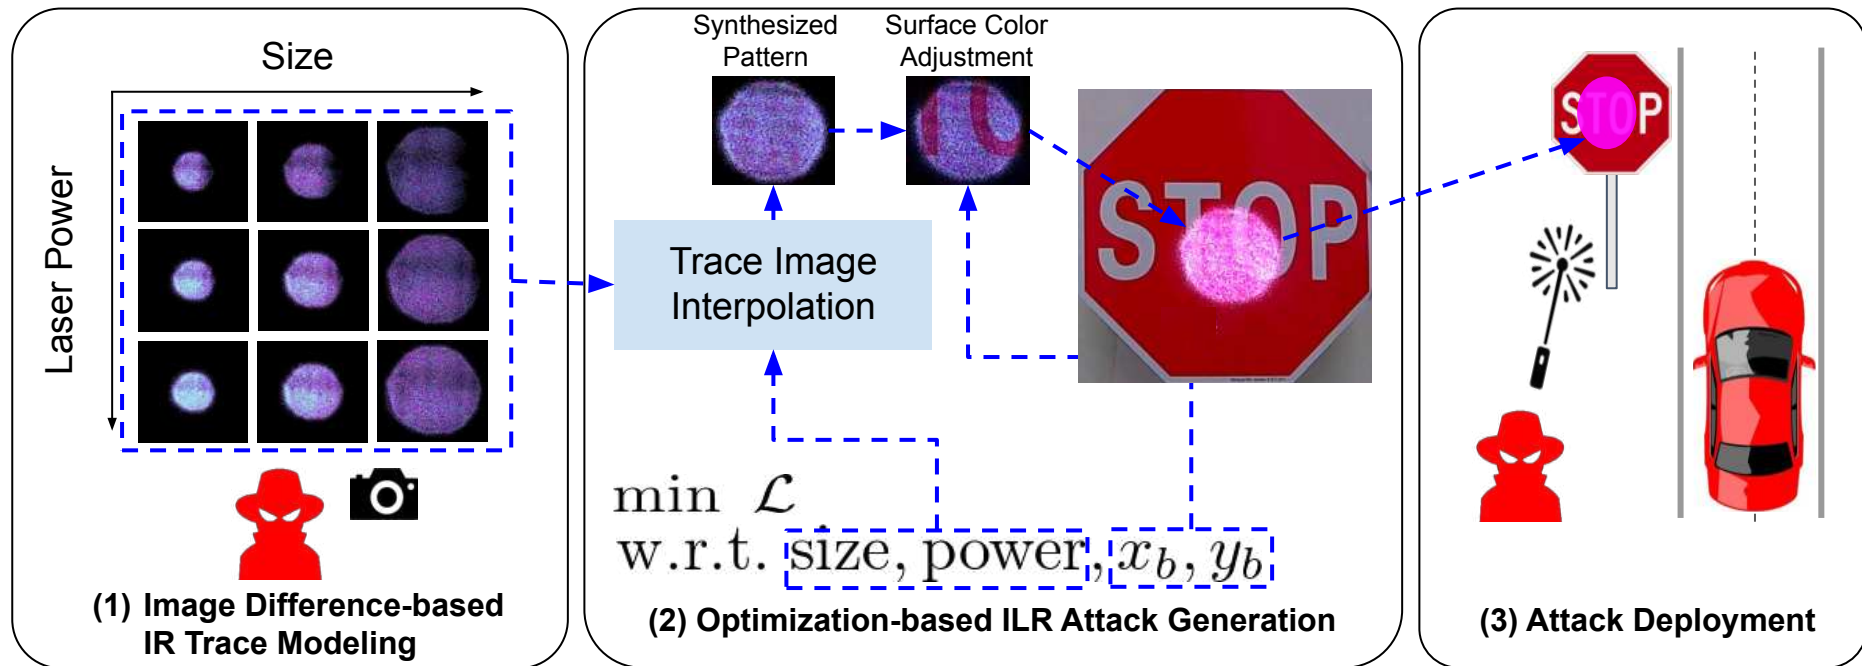 Size
Laser Power
(1) Image Difference-based
IR Trace Modeling
Synthesized
Pattern
Surface Color
Adjustment
Trace Image
Interpolation
STOP
min ℒ
w.r.t. size, power, x_b, y_b
(2) Optimization-based ILR Attack Generation
STOP
(3) Attack Deployment